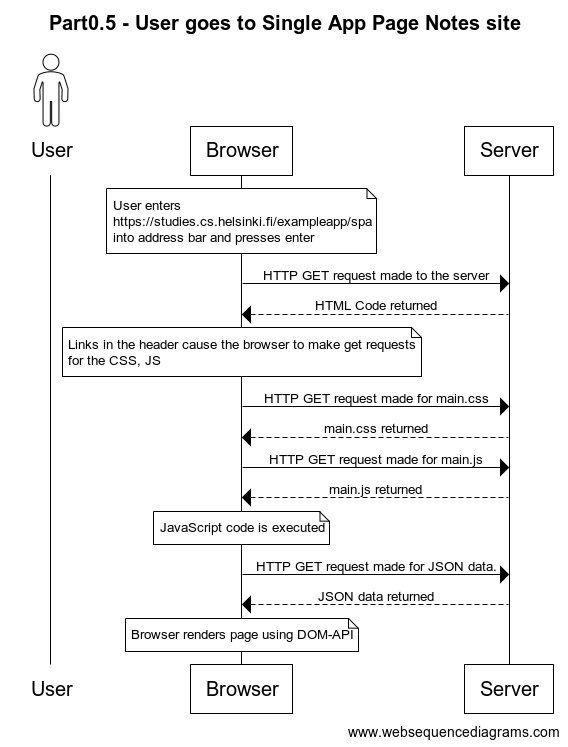 Part0.5 - User goes to Single App Page Notes site
User
Browser
Server
User enters
https://studies.cs.helsinki.fi/exampleapp/spa
into address bar and presses enter
HTTP GET request made to the server
HTML Code returned
Links in the header cause the browser to make get requests
for the CSS, JS
HTTP GET request made for main.css
main.css returned
HTTP GET request made for main.js
main.js returned
JavaScript code is executed
HTTP GET request made for JSON data.
JSON data returned
Browser renders page using DOM-API
User
Browser
Server
www.websequencediagrams.com